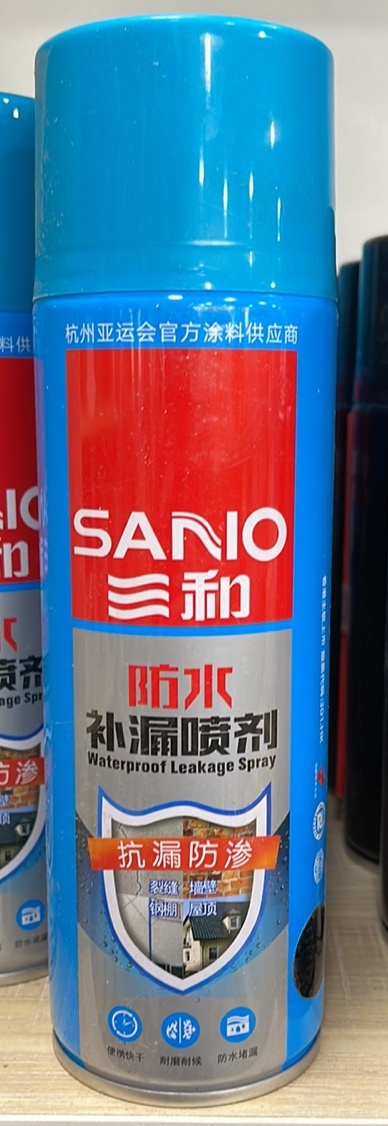 杭州亚运会官方涂料供应商
SANO
三和
防水
补漏喷剂
Waterproof Leakage Spray
抗漏防渗
裂缝 墙壁
钢棚 屋顶
便携快干 耐磨耐候 防水堵漏